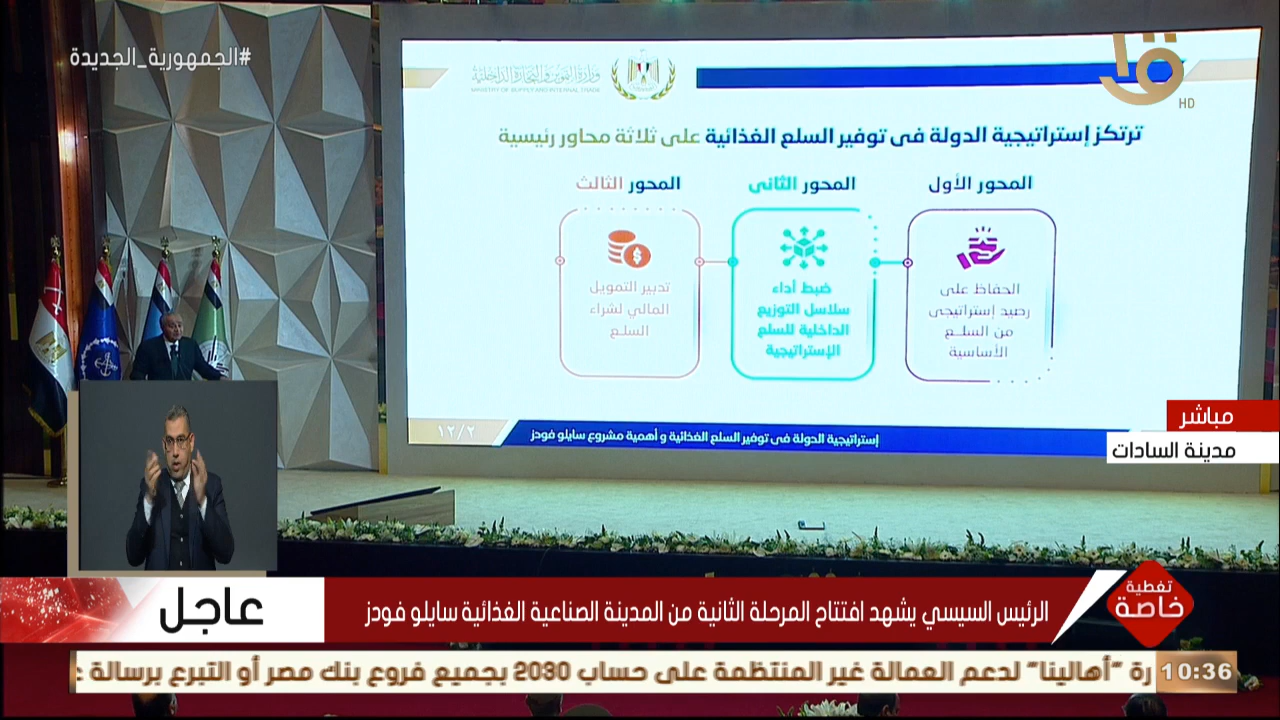 #الجمهورية_الجديدة
HD
وزارة التموين والتجارة الداخلية
MINISTRY OF SUPPLY AND INTERNAL TRADE
ترتكز إستراتيجية الدولة فى توفير السلع الغذائية على ثلاثة محاور رئيسية
المحور الأول
الحفاظ على
رصيد إستراتيجى
من السلع
الأساسية
المحور الثانى
ضبط أداء
سلاسل التوزيع
الداخلية للسلع
الإستراتيجية
المحور الثالث
تدبير التمويل
المالي لشراء
السلع
إستراتيجية الدولة فى توفير السلع الغذائية و أهمية مشروع سايلو فودز
١٢/٢
مباشر
مدينة السادات
تغطية
خاصة
الرئيس السيسي يشهد افتتاح المرحلة الثانية من المدينة الصناعية الغذائية سايلو فودز
عاجل
10:36
رة "أهالينا" لدعم العمالة غير المنتظمة على حساب 2030 بجميع فروع بنك مصر أو التبرع برسالة